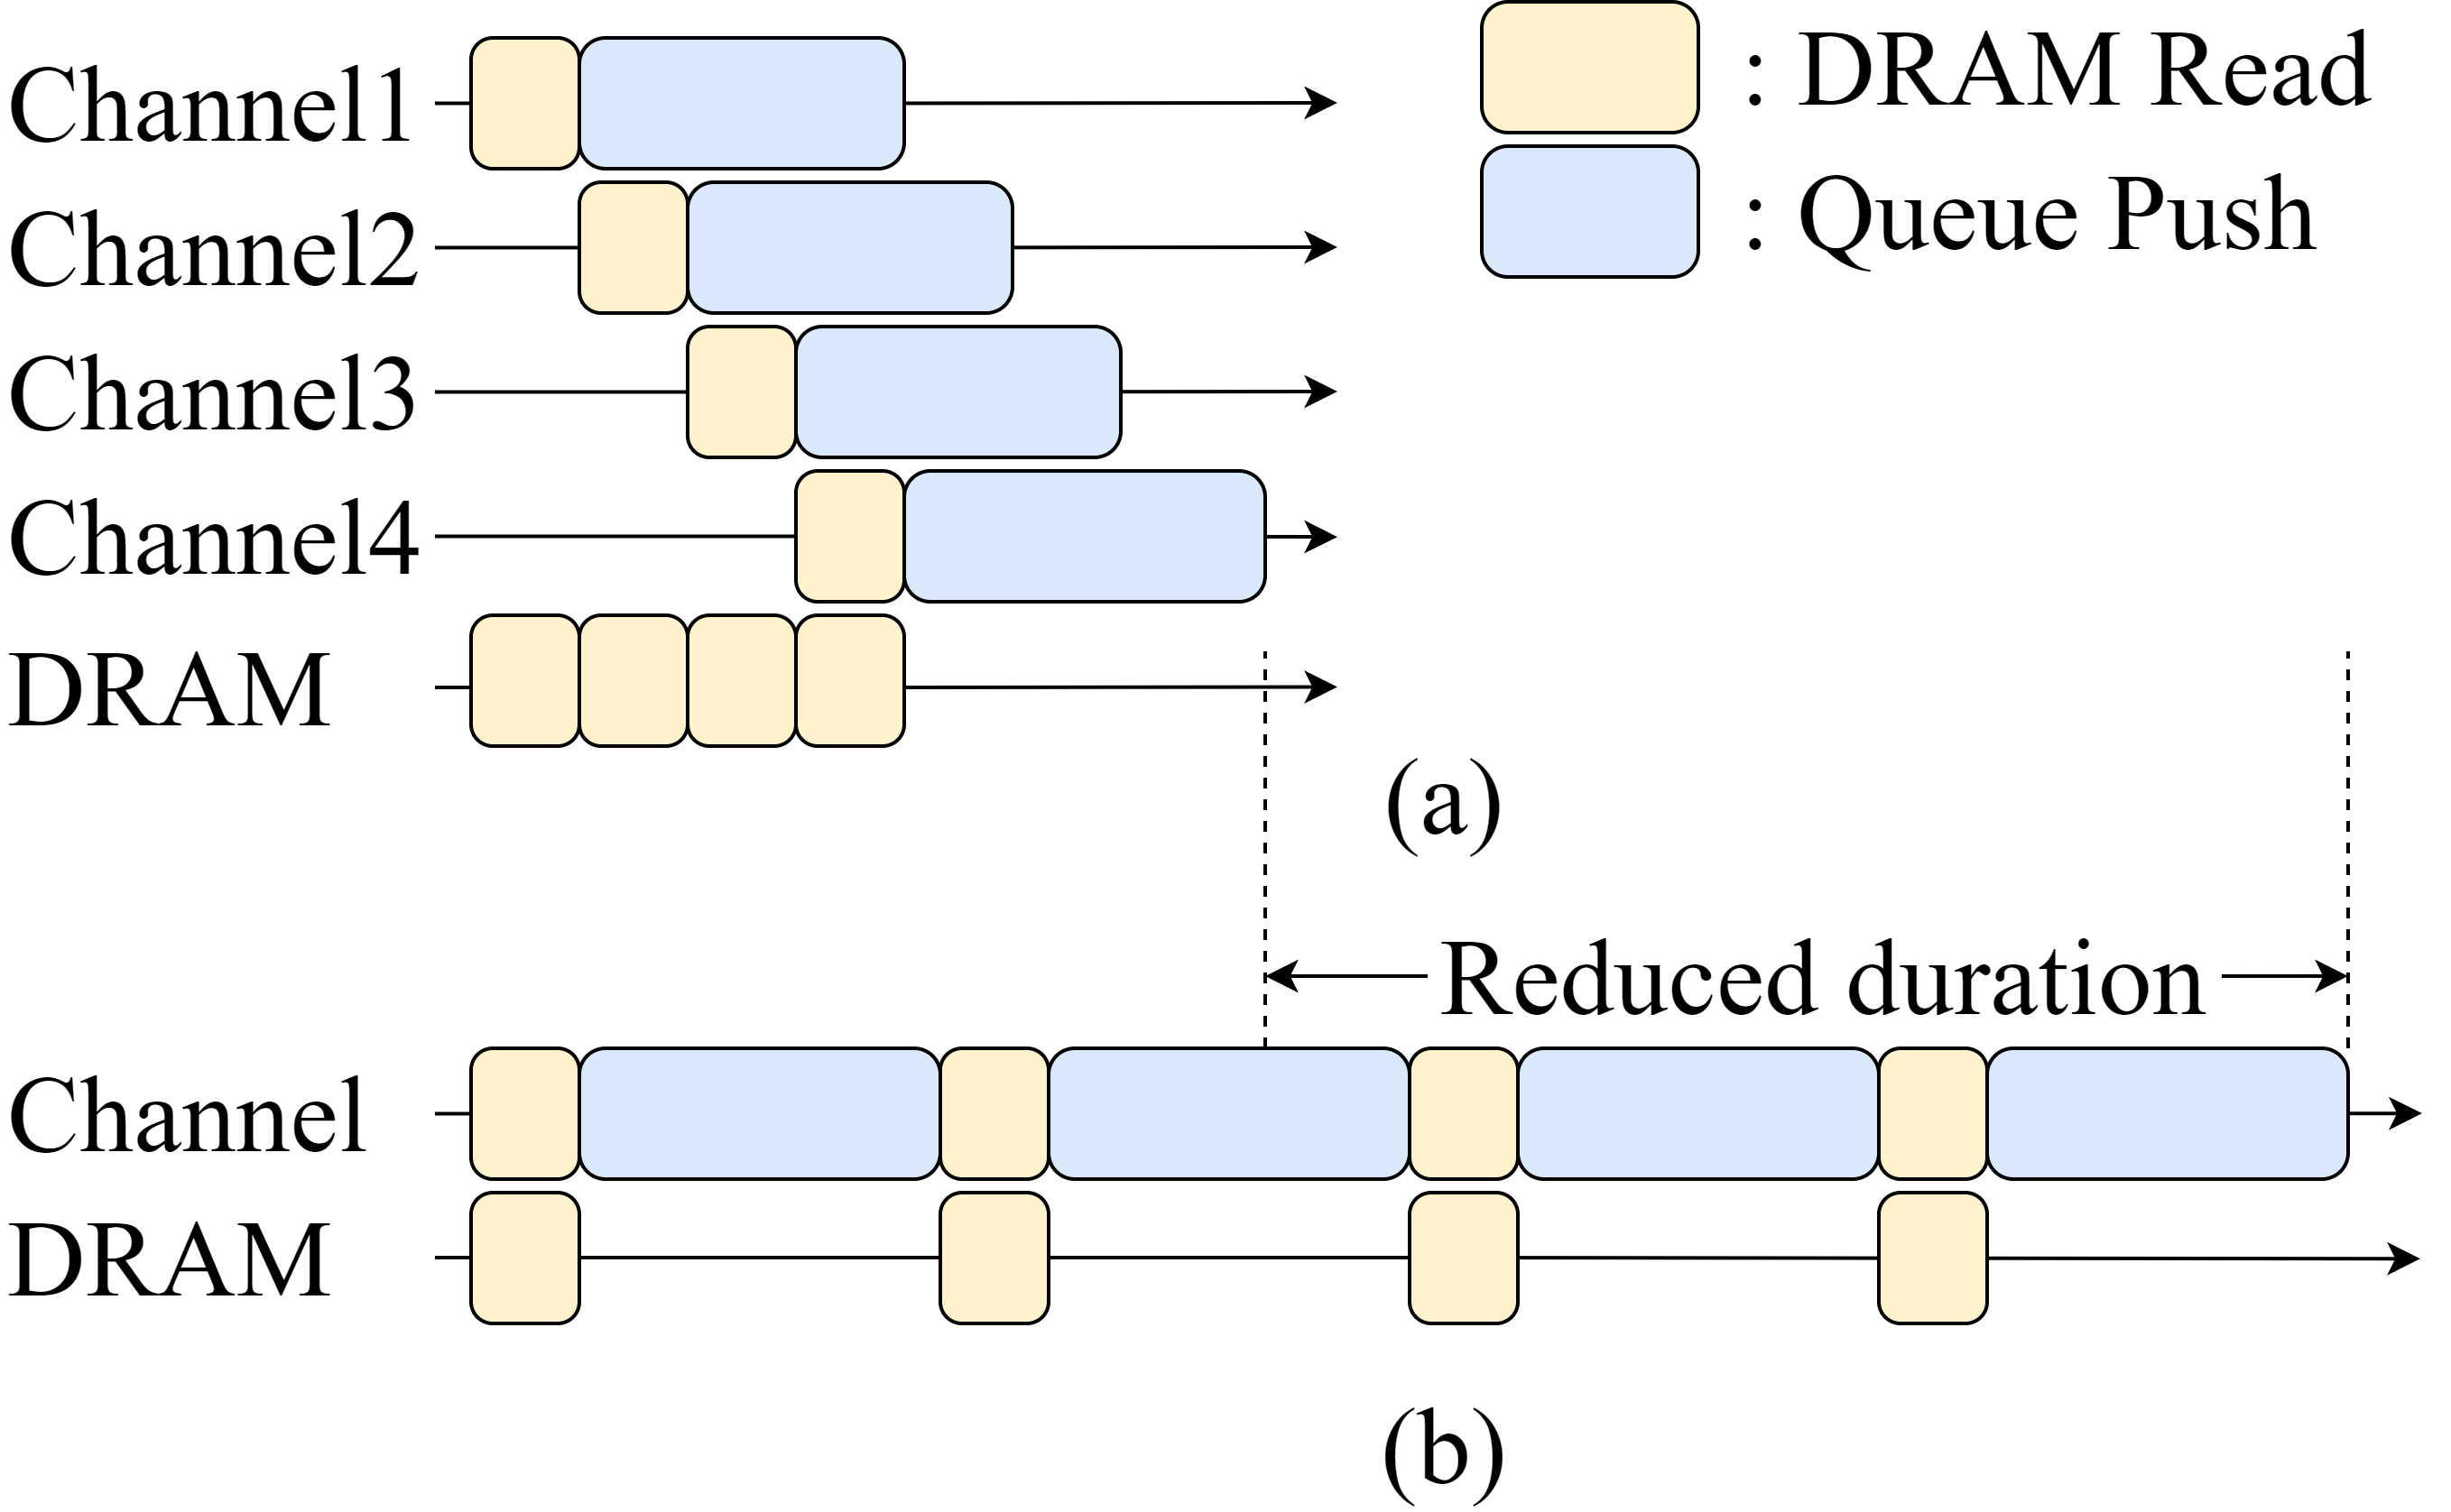 Channel1
: DRAM Read
Channel2
: Queue Push
Channel3
Channel4
DRAM
(a)
Reduced duration
Channel
DRAM
(b)